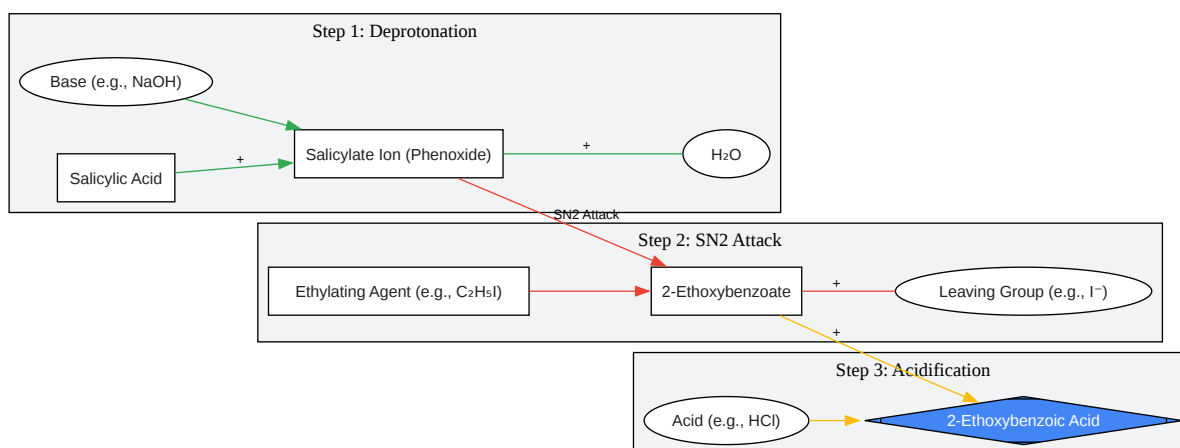 Step 1: Deprotonation
Base (e.g., NaOH)
Salicylic Acid
+
Salicylate Ion (Phenoxide)
+
H₂O
SN2 Attack
Step 2: SN2 Attack
Ethylating Agent (e.g., C₂H₅I)
2-Ethoxybenzoate
+
Leaving Group (e.g., I⁻)
+
Step 3: Acidification
Acid (e.g., HCl)
2-Ethoxybenzoic Acid